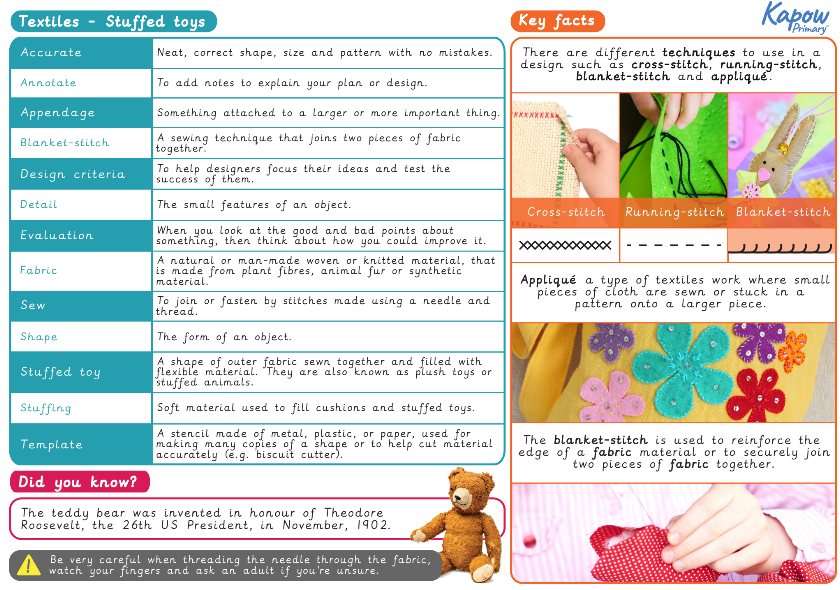 Textiles - Stuffed toys
Accurate
Neat, correct shape, size and pattern with no mistakes.
Annotate
To add notes to explain your plan or design.
Appendage
Something attached to a larger or more important thing.
Blanket-stitch
A sewing technique that joins two pieces of fabric
together.
Design criteria
To help designers focus their ideas and test the
success of them.
Detail
The small features of an object.
Evaluation
When you look at the good and bad points about
something, then think about how you could improve it.
Fabric
A natural or man-made woven or knitted material, that
is made from plant fibres, animal fur or synthetic
material.
Sew
To join or fasten by stitches made using a needle and
thread.
Shape
The form of an object.
Stuffed toy
A shape of outer fabric sewn together and filled with
flexible material. They are also known as plush toys or
stuffed animals.
Stuffing
Soft material used to fill cushions and stuffed toys.
Template
A stencil made of metal, plastic, or paper, used for
making many copies of a shape or to help cut material
accurately (e.g. biscuit cutter).
Did you know?
The teddy bear was invented in honour of Theodore
Roosevelt, the 26th US President, in November, 1902.
Be very careful when threading the needle through the fabric,
watch your fingers and ask an adult if you're unsure.
Key facts
Kapow
Primary
There are different techniques to use in a
design such as cross-stitch, running-stitch,
blanket-stitch and appliqué.
Cross-stitch
Running-stitch
Blanket-stitch
Appliqué a type of textiles work where small
pieces of cloth are sewn or stuck in a
pattern onto a larger piece.
The blanket-stitch is used to reinforce the
edge of a fabric material or to securely join
two pieces of fabric together.